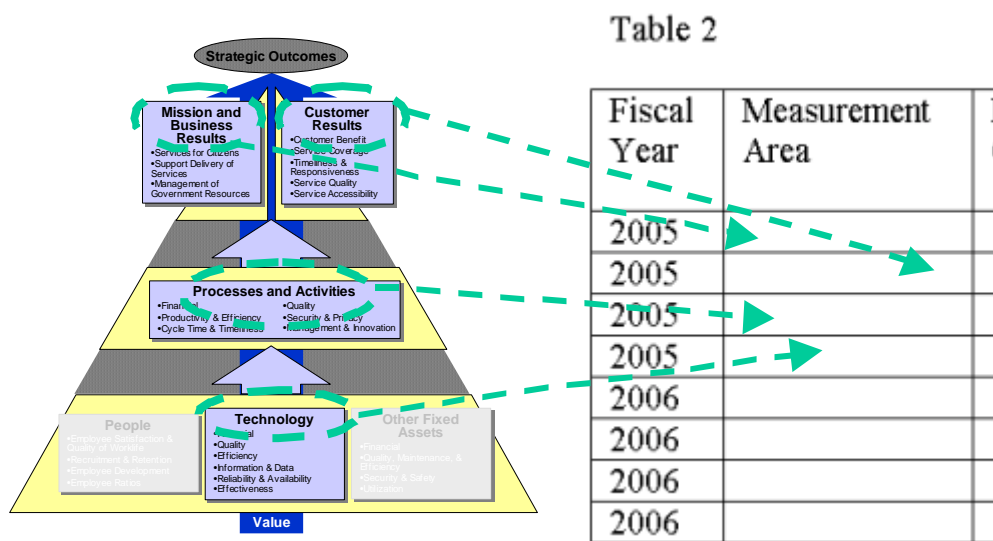 Strategic Outcomes
Mission and
Business
Results
•Services for Citizens
•Support Delivery of
Services
•Management of
Government Resources
Customer
Results
•Customer Benefit
•Service Coverage
•Timeliness &
Responsiveness
•Service Quality
•Service Accessibility
Processes and Activities
•Financial
•Productivity & Efficiency
•Cycle Time & Timeliness
•Quality
•Security & Privacy
•Management & Innovation
People
•Employee Satisfaction &
Quality of Worklife
•Recruitment & Retention
•Employee Development
•Employee Ratios
Technology
•Financial
•Quality
•Efficiency
•Information & Data
•Reliability & Availability
•Effectiveness
Other Fixed
Assets
•Financial
•Quality, Maintenance, &
Efficiency
•Security & Safety
•Utilization
Value
Table 2
Fiscal
Year
Measurement
Area
2005
2005
2005
2005
2006
2006
2006
2006